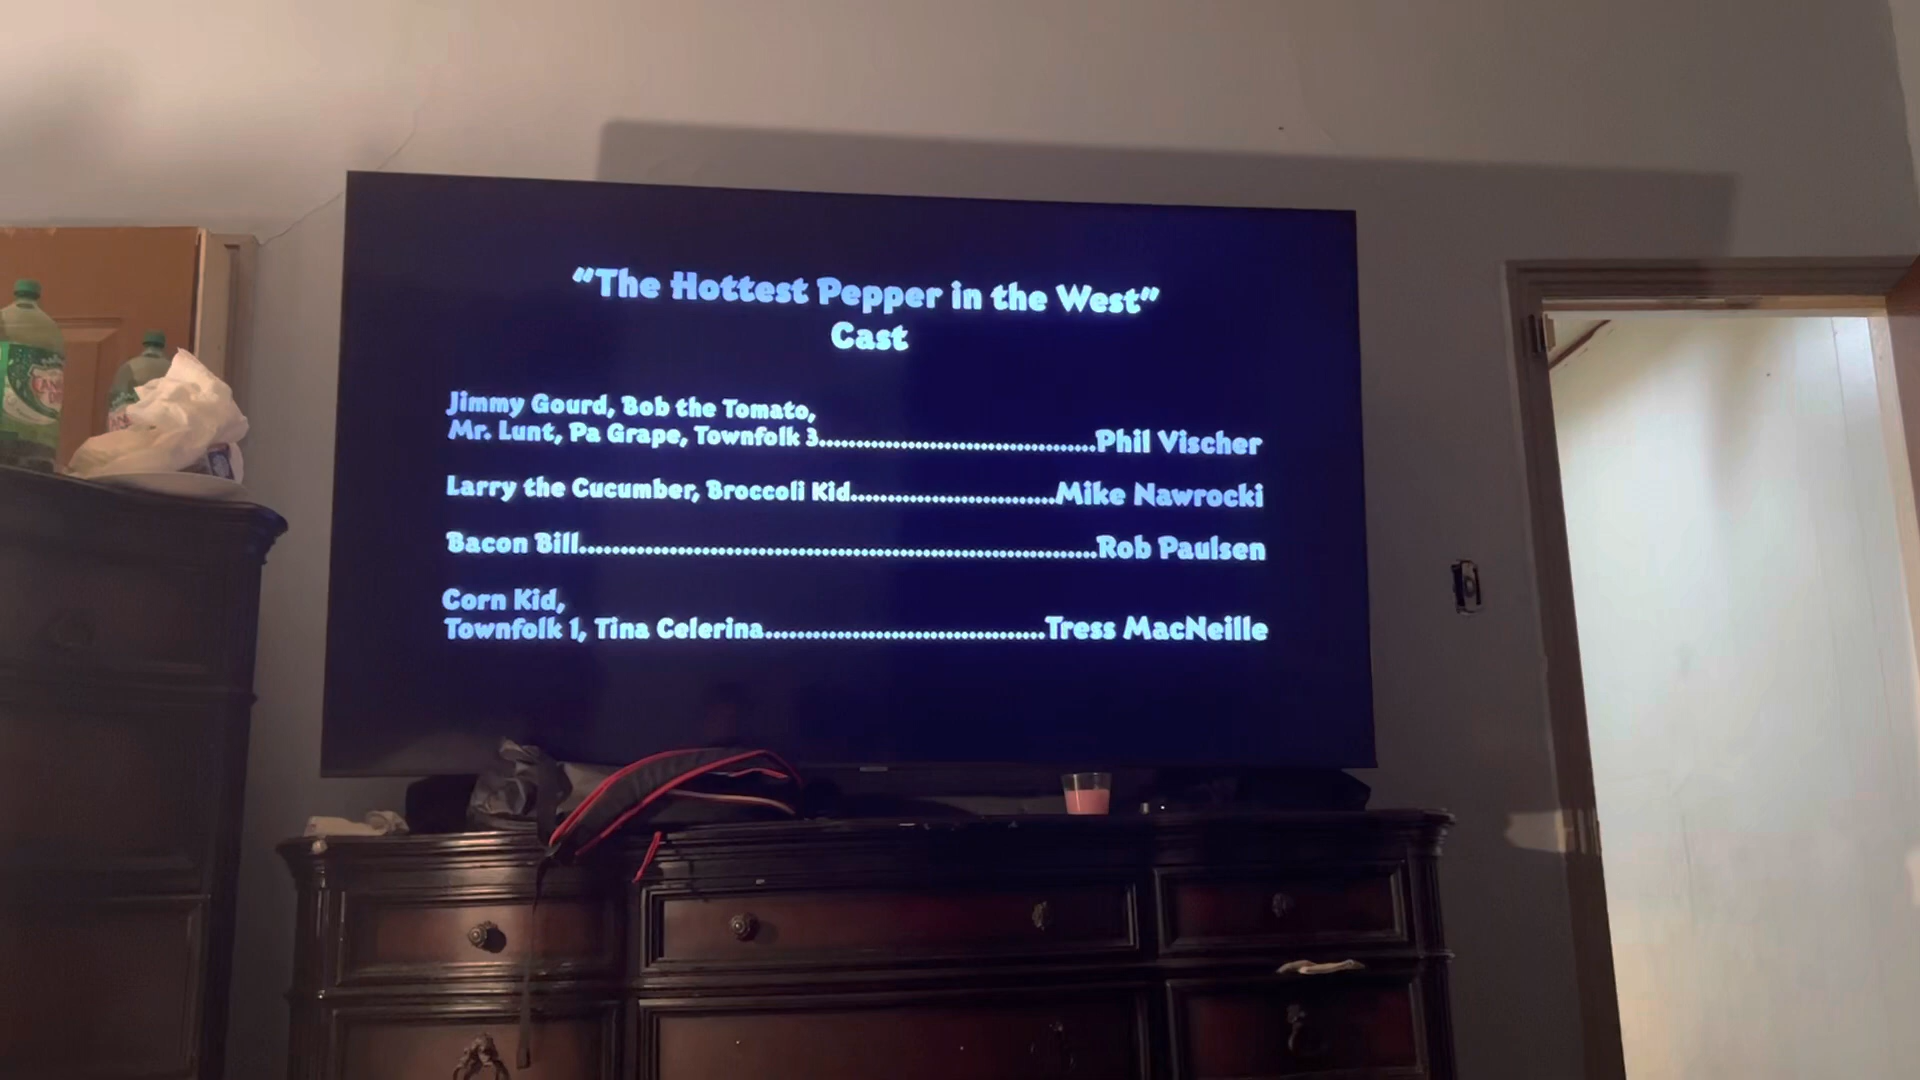 "The Hottest Pepper in the West"
Cast
Jimmy Gourd, Bob the Tomato,
Mr. Lunt, Pa Grape, Townfolk 3..............................Phil Vischer
Larry the Cucumber, Broccoli Kid..............................Mike Nawrocki
Bacon Bill..............................Rob Paulsen
Corn Kid,
Townfolk 1, Tina Celerina..............................Tress MacNeille